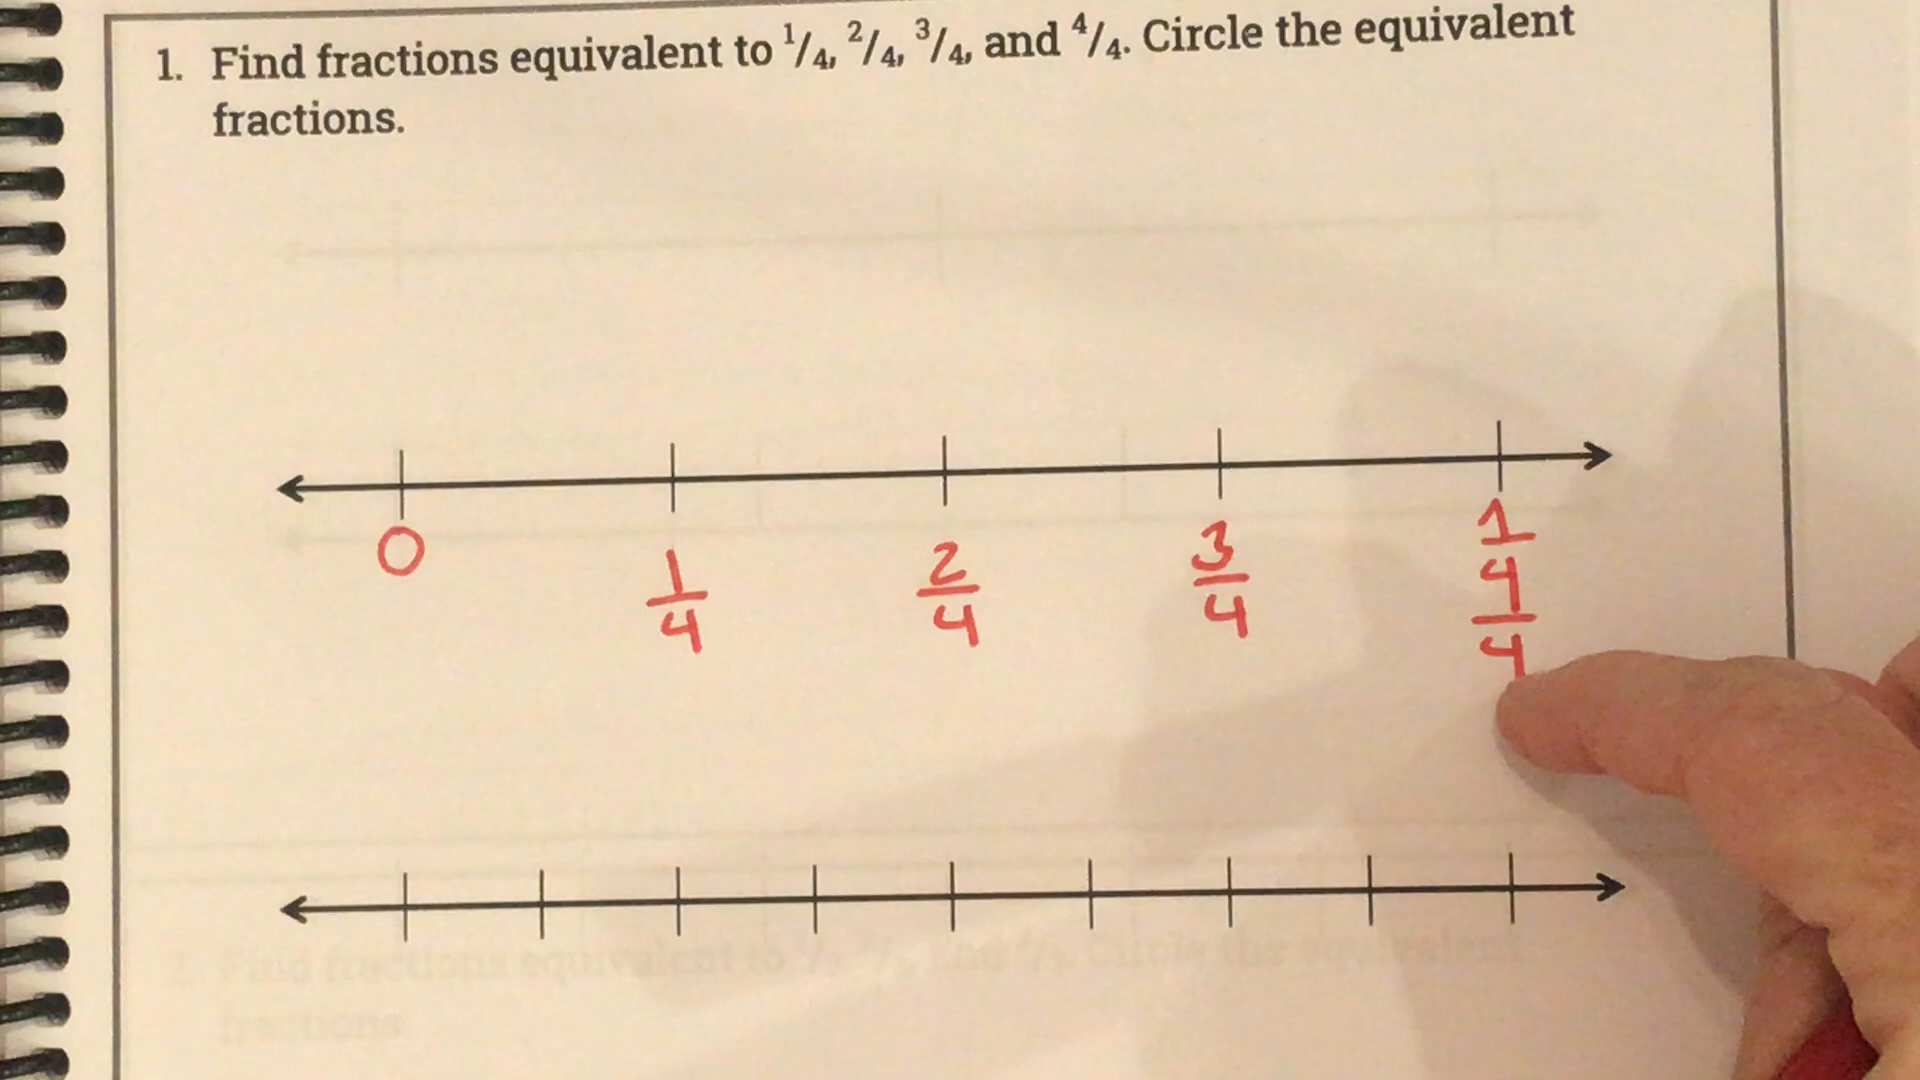 1. Find fractions equivalent to 1/4, 2/4, 3/4, and 4/4. Circle the equivalent
fractions.
0 1/4 2/4 3/4 1
4/4